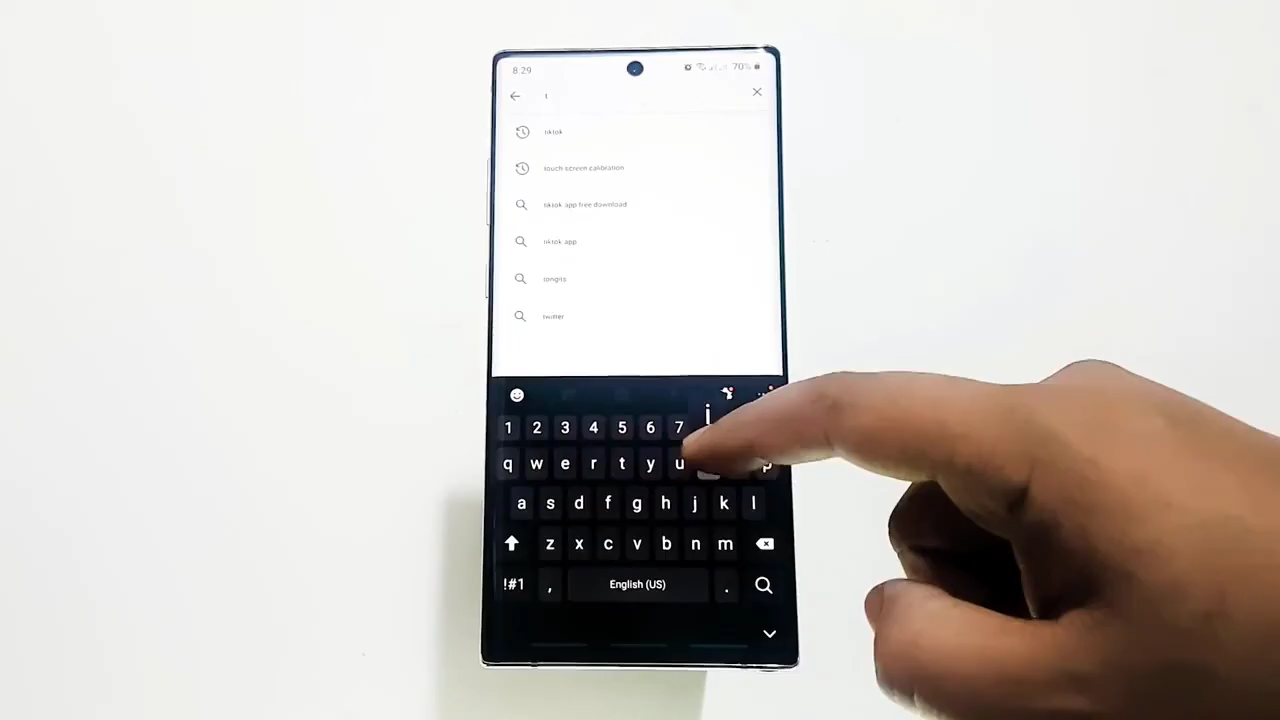 8.29 70%
t
tiktok
touch screen calibration
tiktok app free download
tiktok app
tongits
twitter
i
1 2 3 4 5 6 7
q w e r t y u p
a s d f g h j k l
z x c v b n m
!#1 , English (US) .